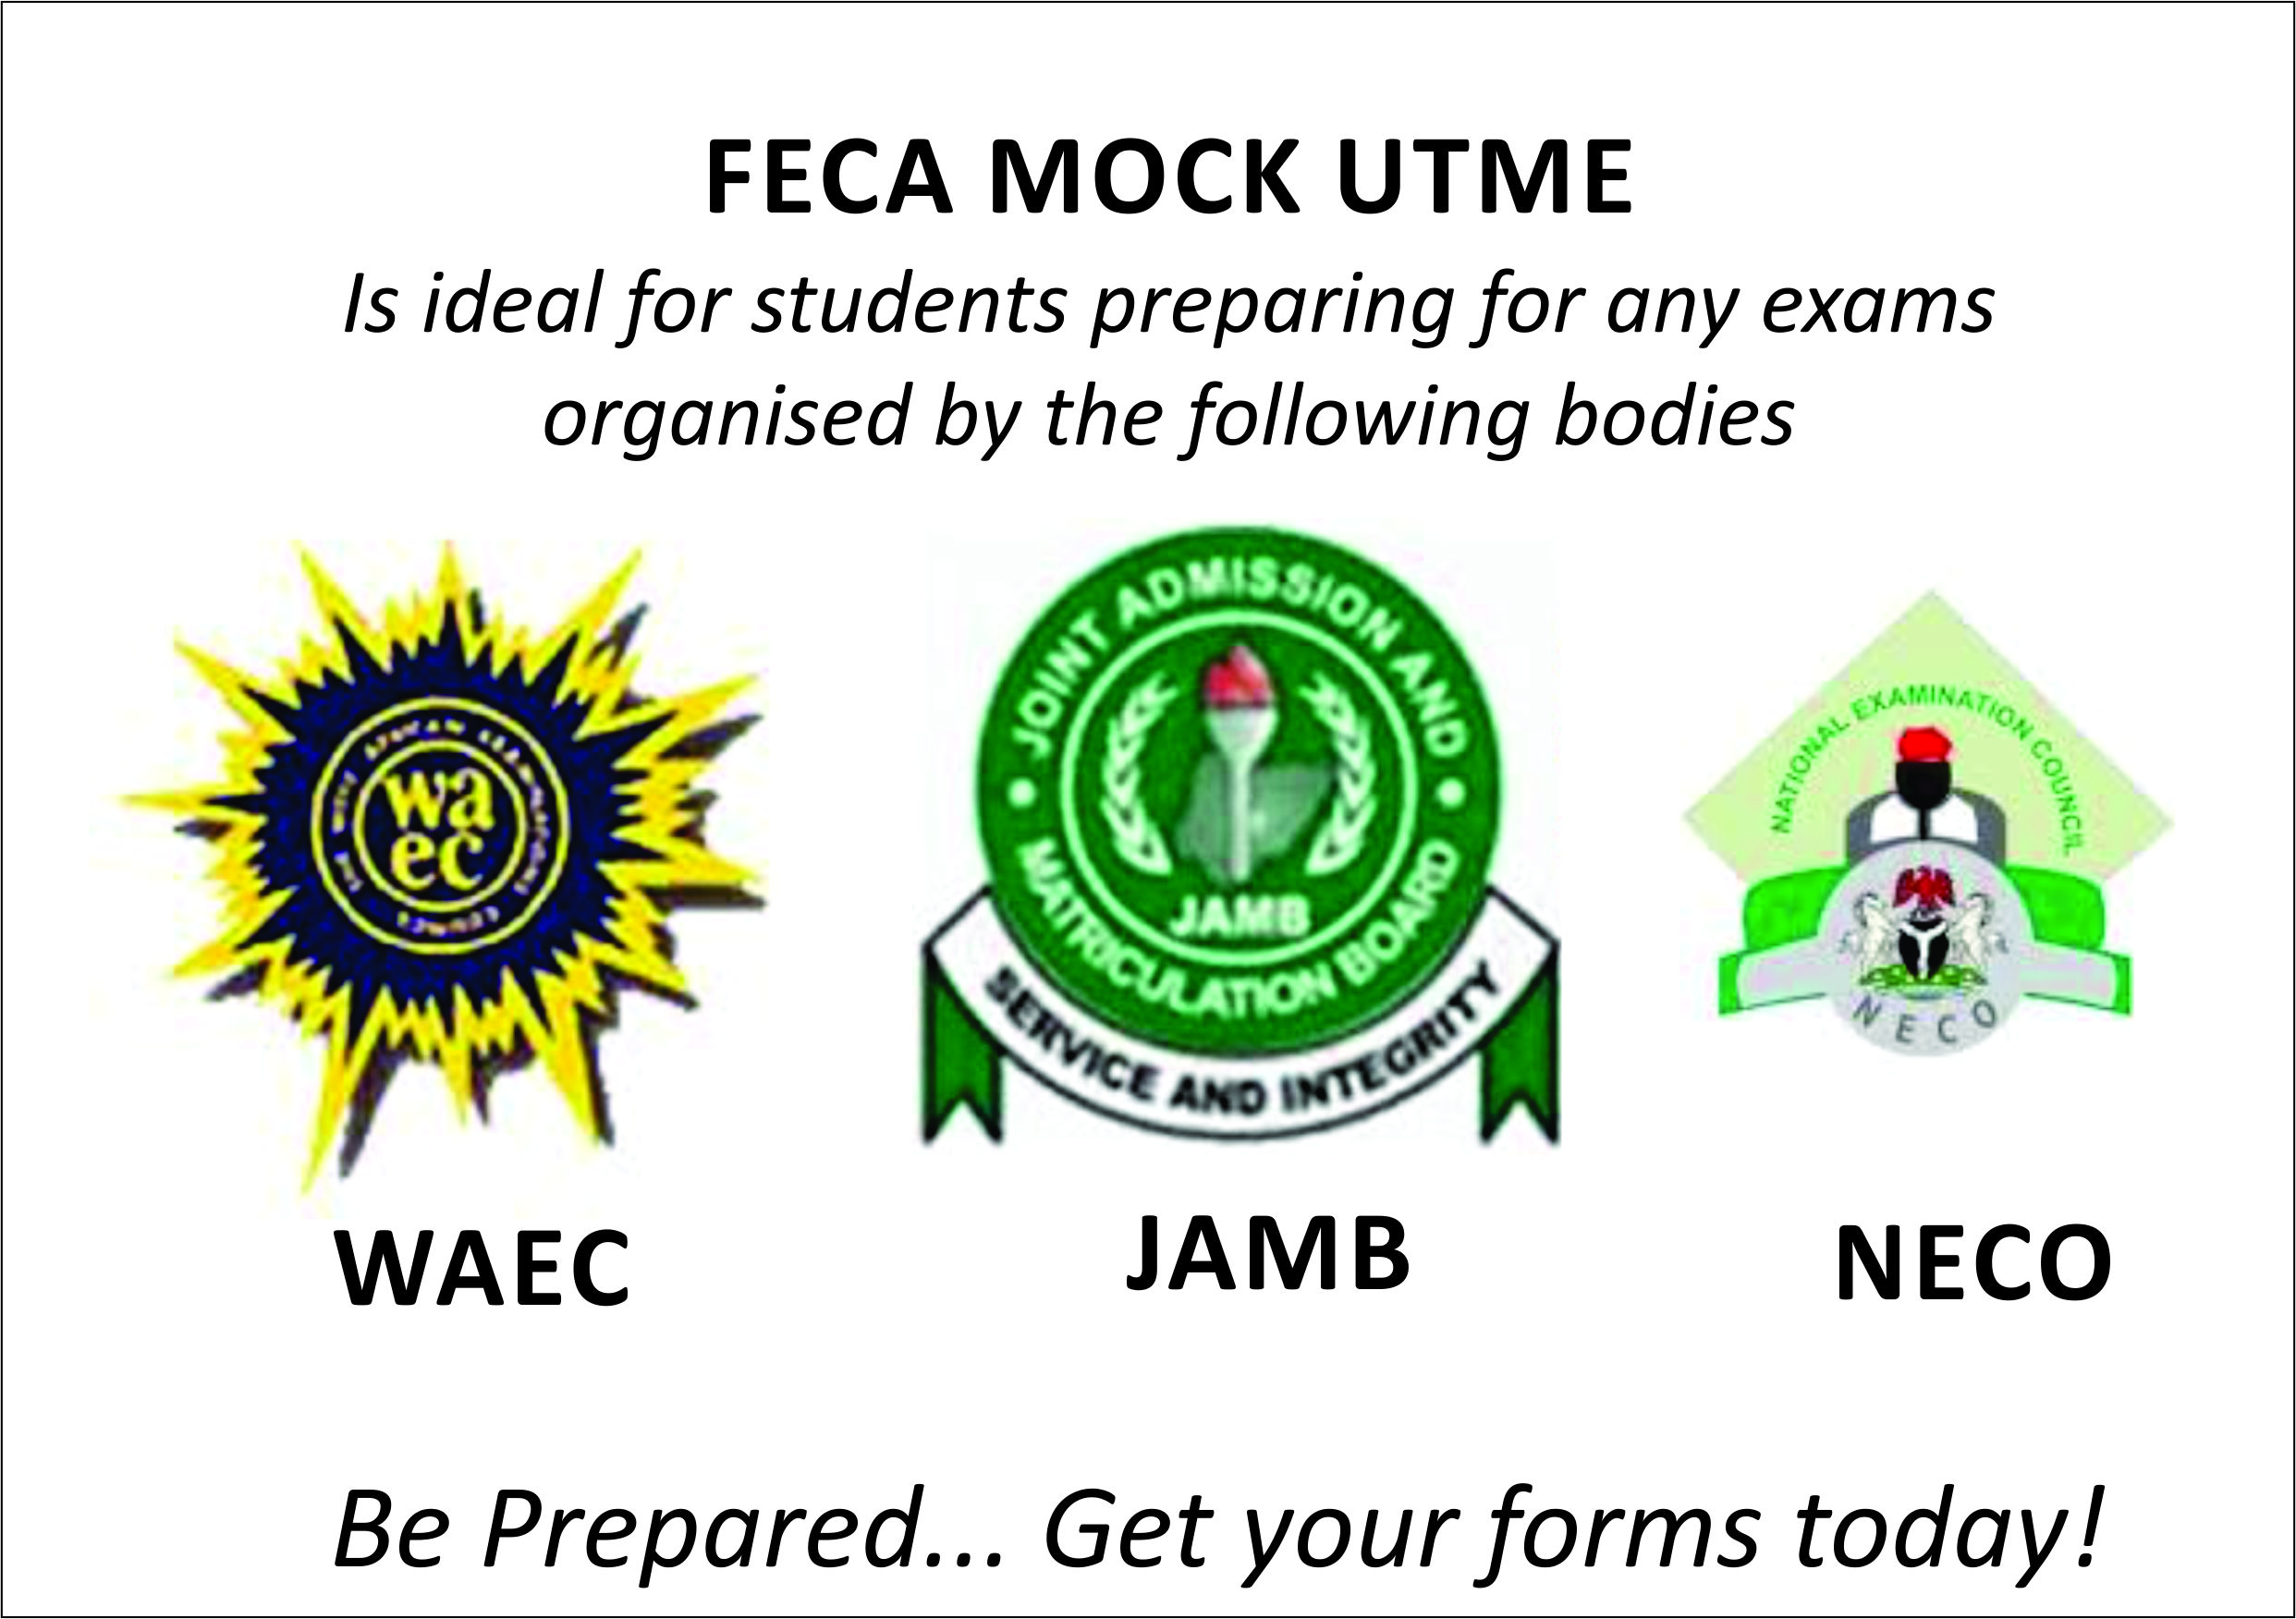 FECA MOCK UTME
Is ideal for students preparing for any exams
organised by the following bodies
wa
ec
JOINT ADMISSION AND
MATRICULATION BOARD
JAMB
SERVICE AND INTEGRITY
NATIONAL EXAMINATION COUNCIL
NECO
WAEC
JAMB
NECO
Be Prepared... Get your forms today!